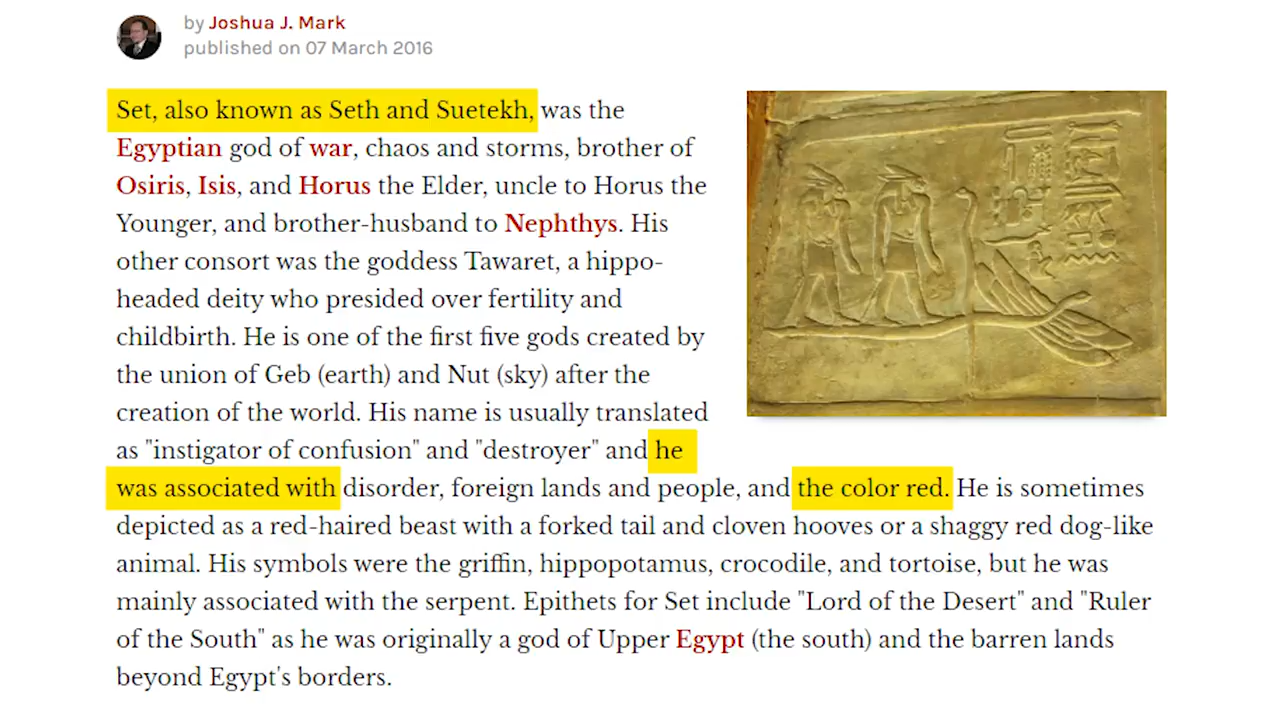 by Joshua J. Mark
published on 07 March 2016
Set, also known as Seth and Suetekh, was the
Egyptian god of war, chaos and storms, brother of
Osiris, Isis, and Horus the Elder, uncle to Horus the
Younger, and brother-husband to Nephthys. His
other consort was the goddess Tawaret, a hippo-
headed deity who presided over fertility and
childbirth. He is one of the first five gods created by
the union of Geb (earth) and Nut (sky) after the
creation of the world. His name is usually translated
as "instigator of confusion" and "destroyer" and he
was associated with disorder, foreign lands and people, and the color red. He is sometimes
depicted as a red-haired beast with a forked tail and cloven hooves or a shaggy red dog-like
animal. His symbols were the griffin, hippopotamus, crocodile, and tortoise, but he was
mainly associated with the serpent. Epithets for Set include "Lord of the Desert" and "Ruler
of the South" as he was originally a god of Upper Egypt (the south) and the barren lands
beyond Egypt's borders.